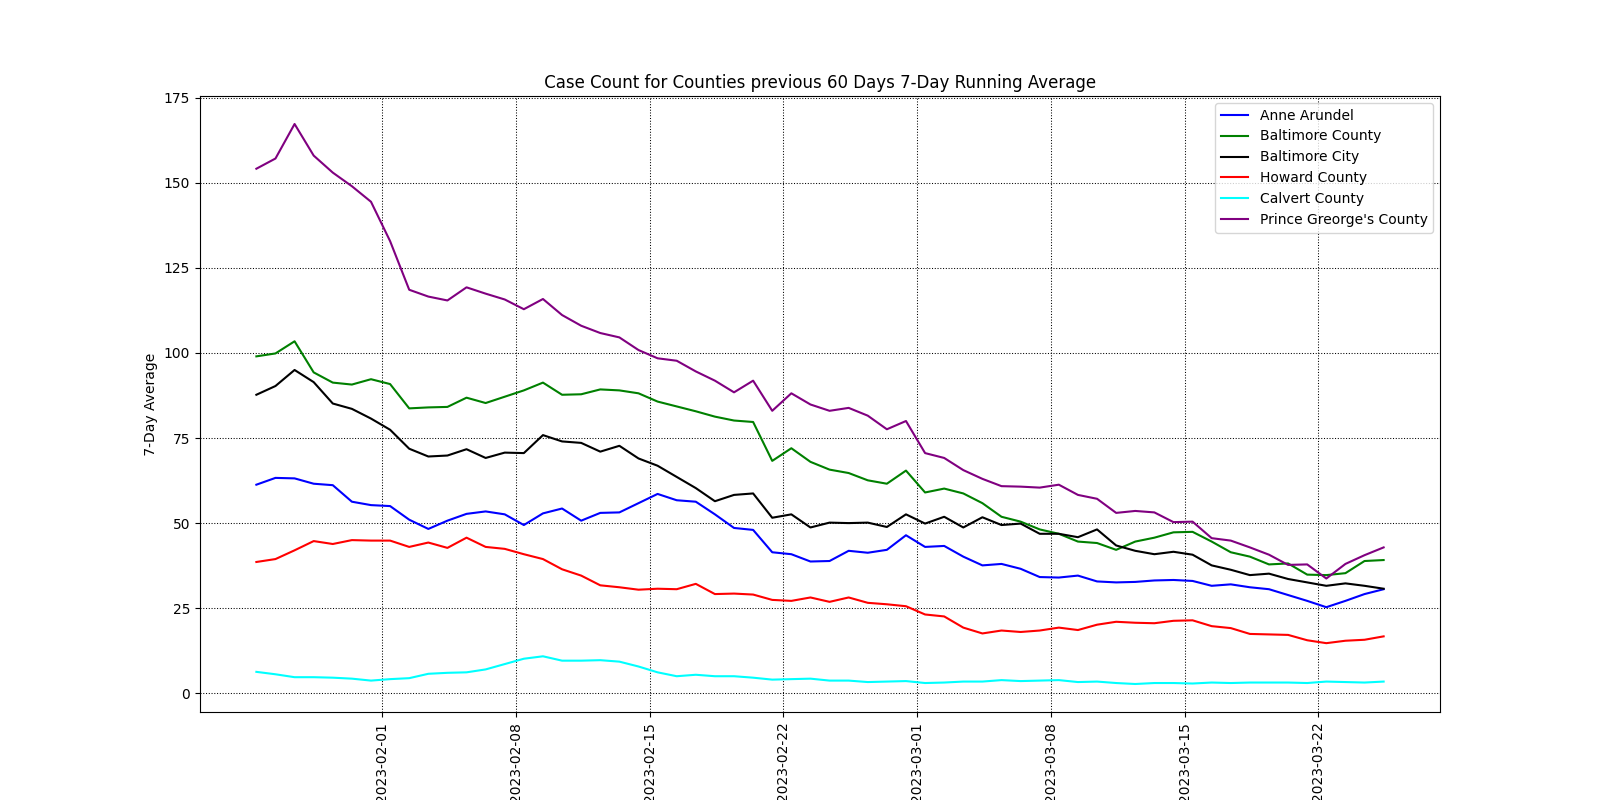 Case Count for Counties previous 60 Days 7-Day Running Average
175
150
125
100
75
50
25
0
7-Day Average
Anne Arundel
Baltimore County
Baltimore City
Howard County
Calvert County
Prince Greorge's County
2023-02-01
2023-02-08
2023-02-15
2023-02-22
2023-03-01
2023-03-08
2023-03-15
2023-03-22